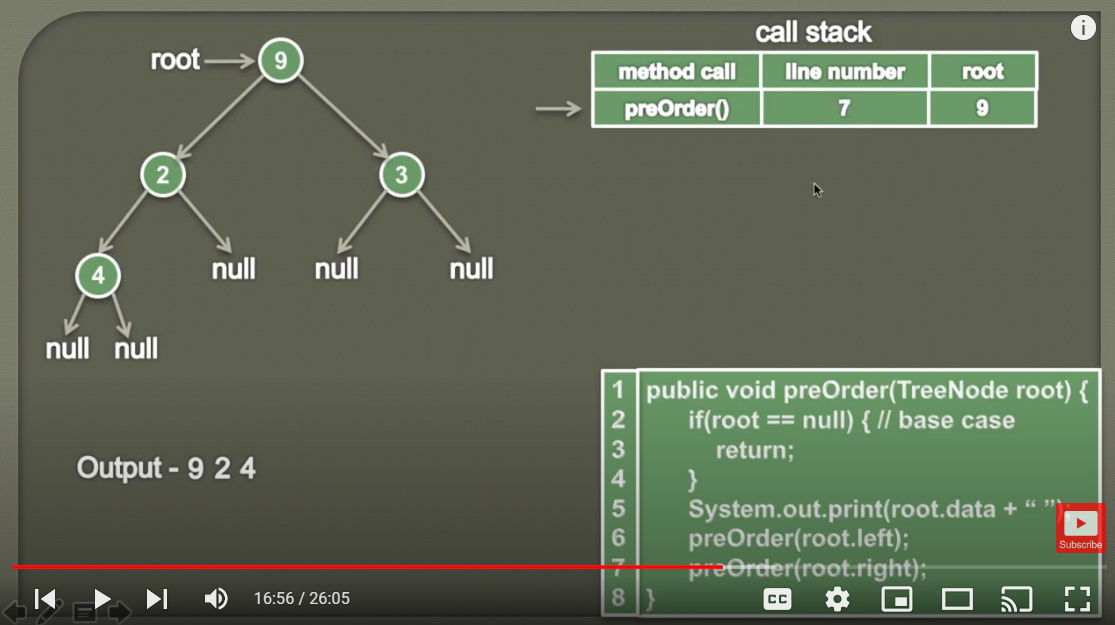 call stack
root
9
method call line number root
preOrder() 7 9
2
3
4
null
null
null
null
null
Output - 9 2 4
1 public void preOrder(TreeNode root) {
2 if(root == null) { // base case
3 return;
4 }
5 System.out.print(root.data + “ ”);
6 preOrder(root.left);
7 preOrder(root.right);
8 }
Subscribe
16:56 / 26:05
CC
i